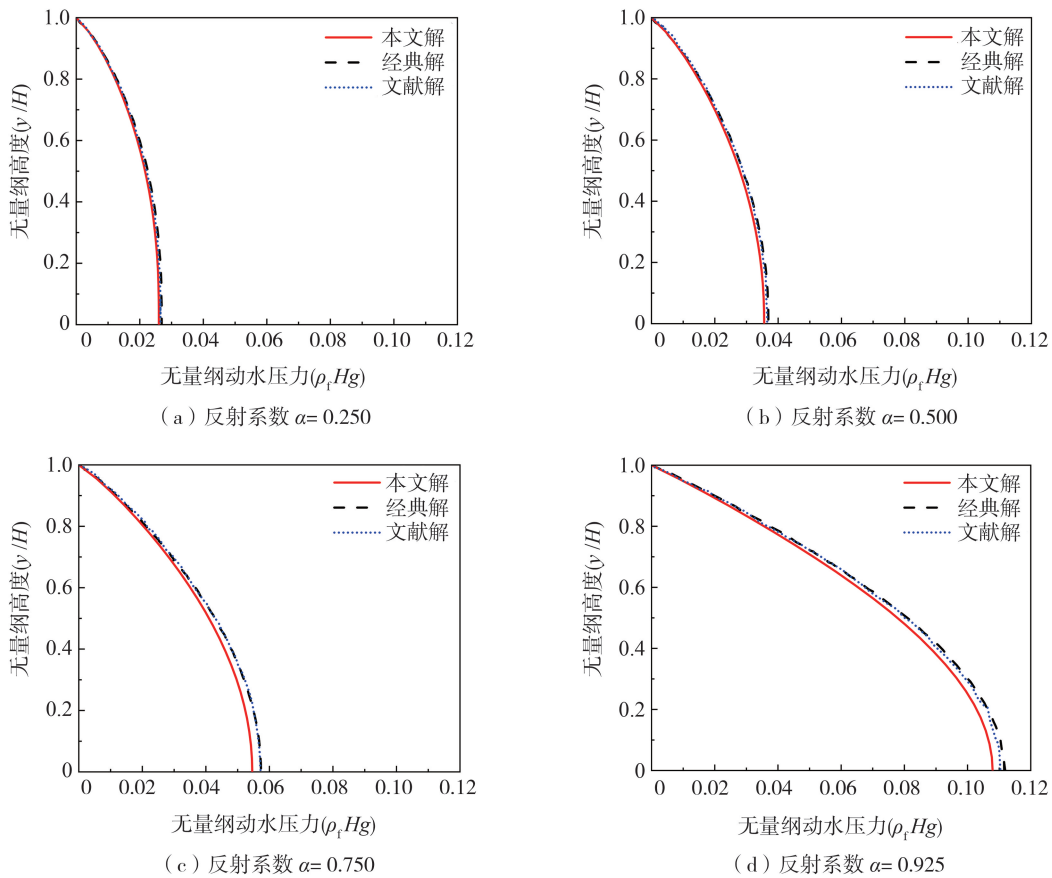 1.0
0.8
0.6
0.4
0.2
0
0 0.02 0.04 0.06 0.08 0.10 0.12
无量纲高度(y/H)
本文解
经典解
文献解
无量纲动水压力(ρfHg)
（a）反射系数 α= 0.250
1.0
0.8
0.6
0.4
0.2
0
0 0.02 0.04 0.06 0.08 0.10 0.12
无量纲高度(y/H)
本文解
经典解
文献解
无量纲动水压力(ρfHg)
（b）反射系数 α= 0.500
1.0
0.8
0.6
0.4
0.2
0
0 0.02 0.04 0.06 0.08 0.10 0.12
无量纲高度(y/H)
本文解
经典解
文献解
无量纲动水压力(ρfHg)
（c）反射系数 α= 0.750
1.0
0.8
0.6
0.4
0.2
0
0 0.02 0.04 0.06 0.08 0.10 0.12
无量纲高度(y/H)
本文解
经典解
文献解
无量纲动水压力(ρfHg)
（d）反射系数 α= 0.925